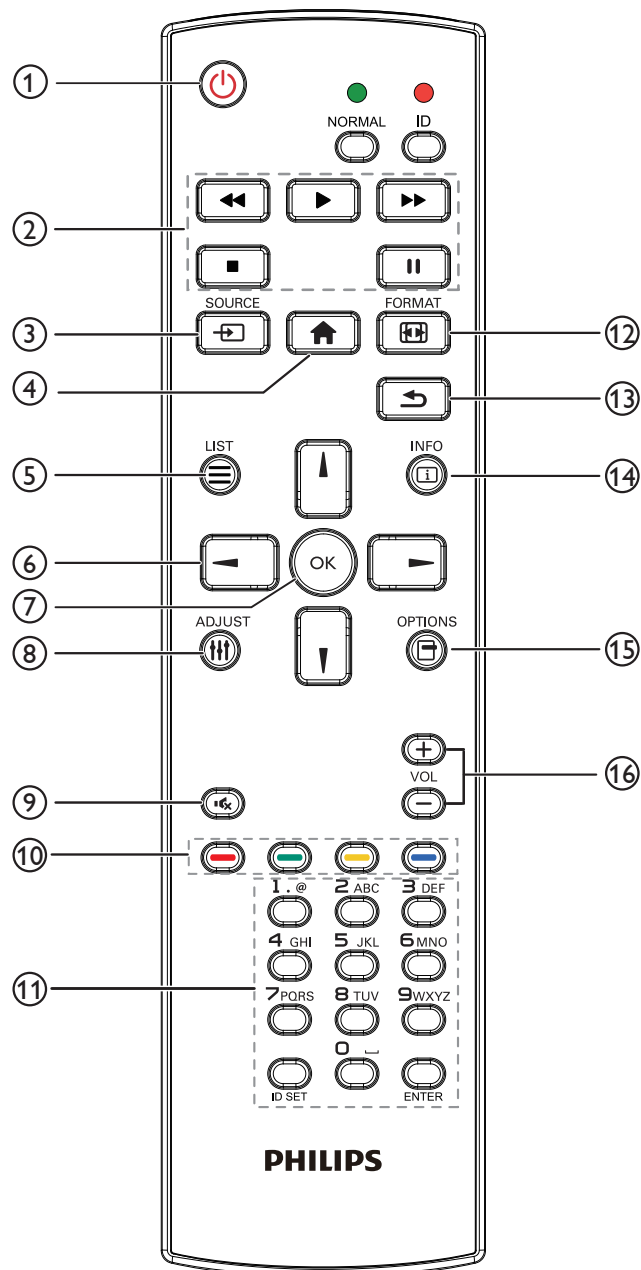 1
NORMAL ID
2
SOURCE FORMAT
3 12
4
13
LIST INFO
5 14
6 OK
7
ADJUST OPTIONS
8 15
VOL 16
9
10
1 . @ 2 ABC 3 DEF
4 GHI 5 JKL 6 MNO
11 7 PQRS 8 TUV 9 WXYZ
0 ⎵
ID SET ENTER
PHILIPS